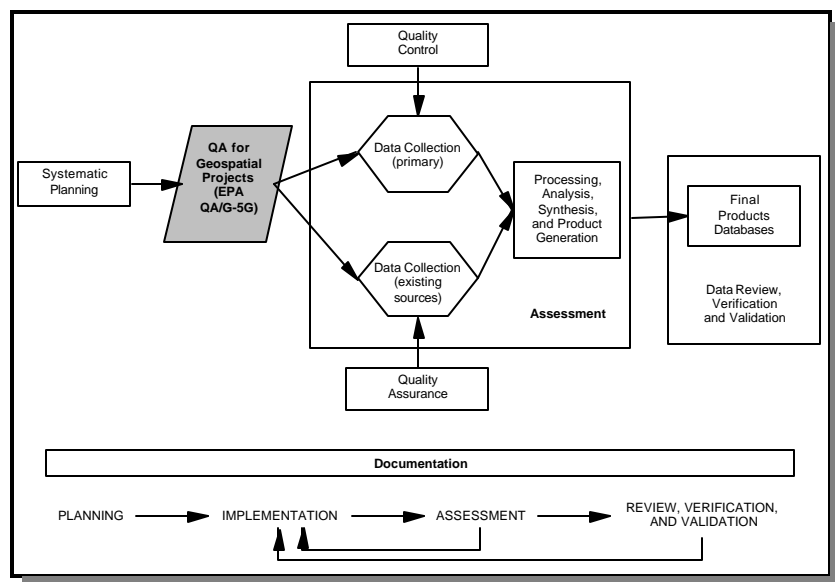 Quality
Control
Systematic
Planning
QA for
Geospatial
Projects
(EPA
QA/G-5G)
Data Collection
(primary)
Data Collection
(existing
sources)
Processing,
Analysis,
Synthesis,
and Product
Generation
Assessment
Final
Products
Databases
Data Review,
Verification
and Validation
Quality
Assurance
Documentation
PLANNING
IMPLEMENTATION
ASSESSMENT
REVIEW, VERIFICATION,
AND VALIDATION